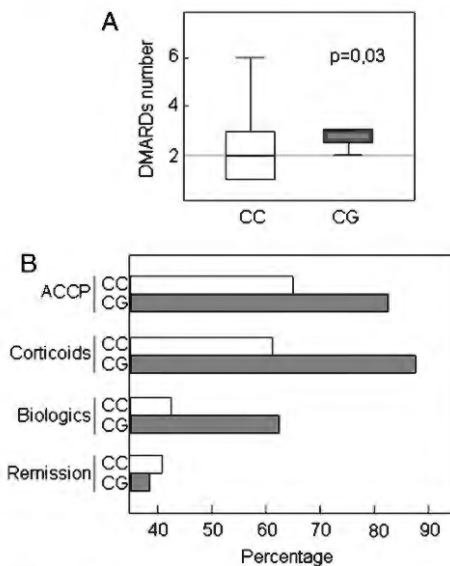 A
DMARDs number
6
4
2
p=0,03
CC CG
B
ACCP CC
CG
Corticoids CC
CG
Biologics CC
CG
Remission CC
CG
40 50 60 70 80 90
Percentage